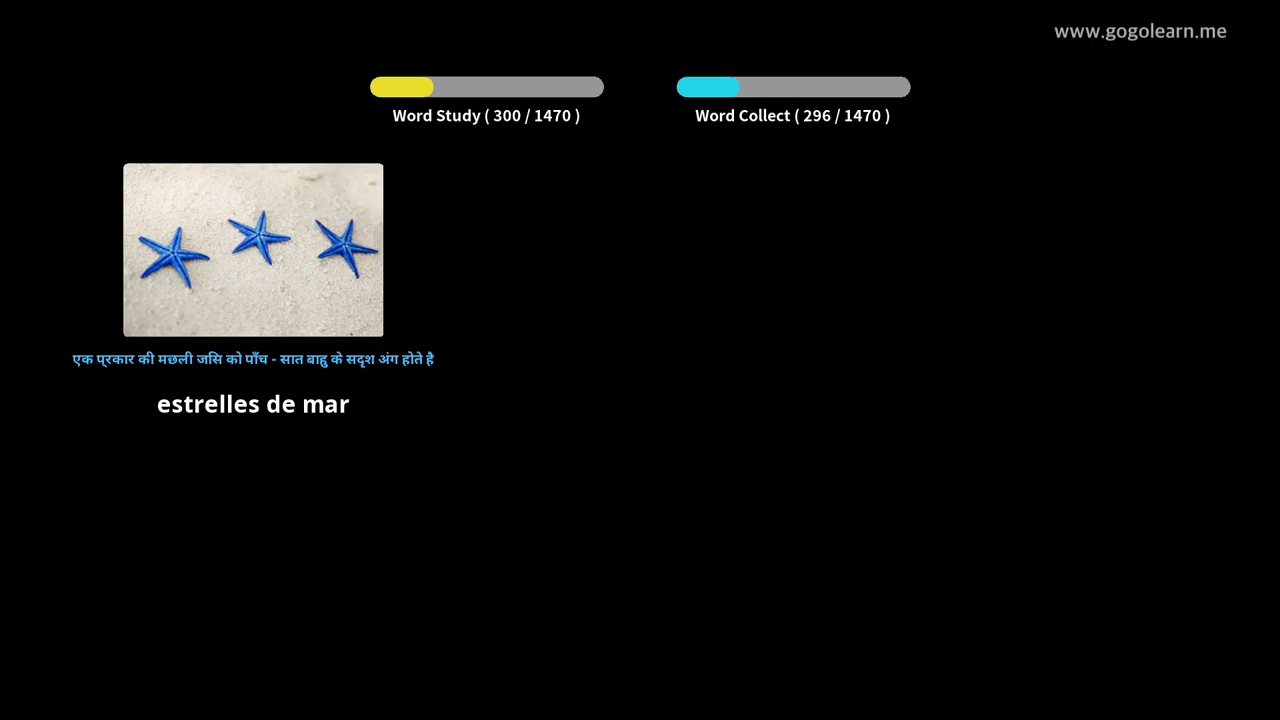 www.gogolearn.me
Word Study ( 300 / 1470 )
Word Collect ( 296 / 1470 )
एक प्रकार की मछली जसि को पाँच - सात बाहु के सदृश अंग होते है
estrelles de mar